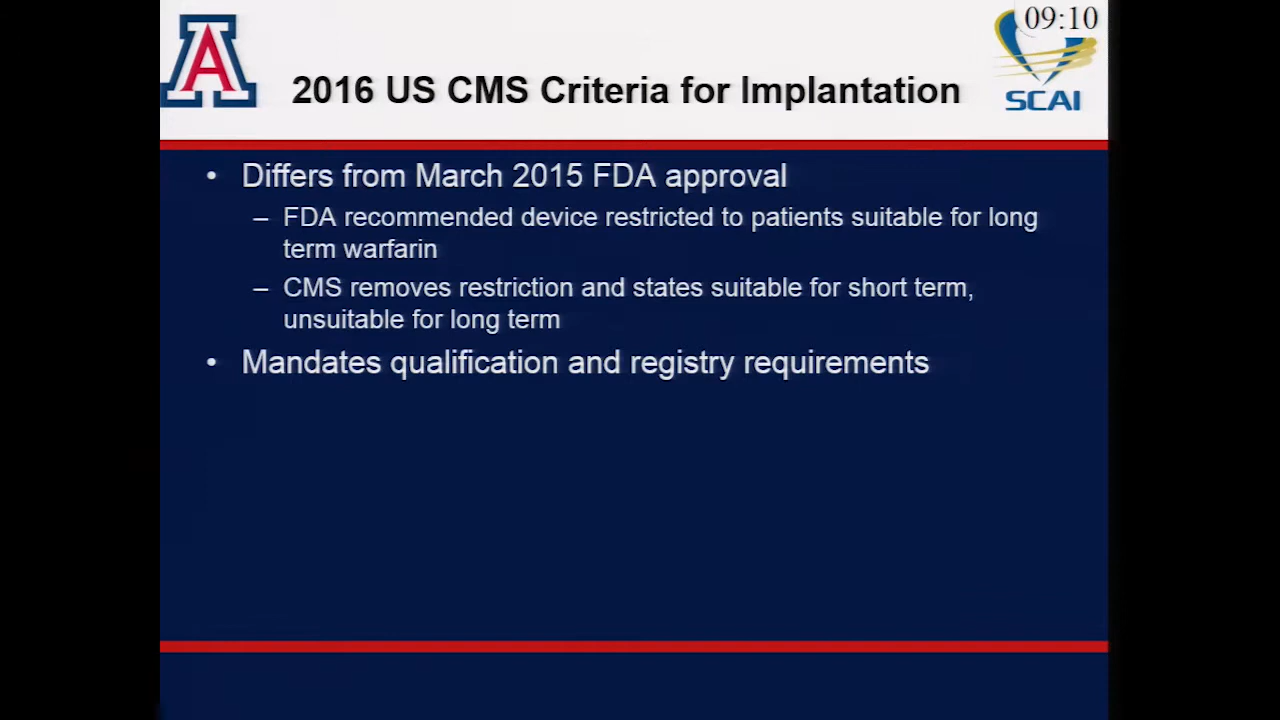 A
09:10
SCAI
2016 US CMS Criteria for Implantation
• Differs from March 2015 FDA approval
– FDA recommended device restricted to patients suitable for long
term warfarin
– CMS removes restriction and states suitable for short term,
unsuitable for long term
• Mandates qualification and registry requirements